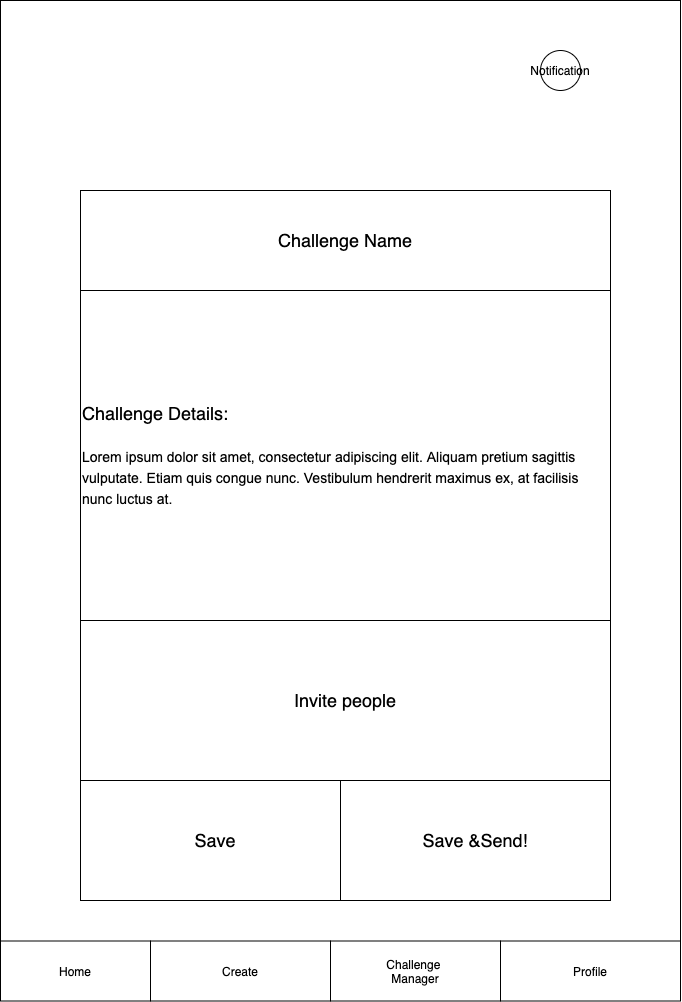 Notification
Challenge Name
Challenge Details:
Lorem ipsum dolor sit amet, consectetur adipiscing elit. Aliquam pretium sagittis
vulputate. Etiam quis congue nunc. Vestibulum hendrerit maximus ex, at facilisis
nunc luctus at.
Invite people
Save
Save &Send!
Home
Create
Challenge
Manager
Profile